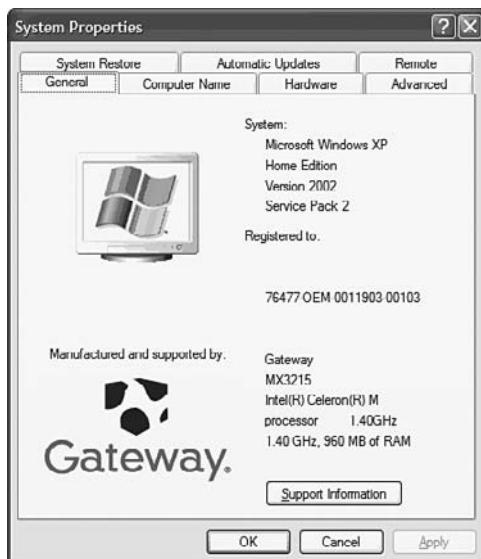 System Properties
System Restore
Automatic Updates
Remote
General
Computer Name
Hardware
Advanced
System:
Microsoft Windows XP
Home Edition
Version 2002
Service Pack 2
Registered to:
76477 OEM 0011903 00103
Manufactured and supported by:
Gateway
MX3215
Intel(R) Celeron(R) M
processor 1.40GHz
1.40 GHz, 960 MB of RAM
Gateway.
Support Information
OK
Cancel
Apply